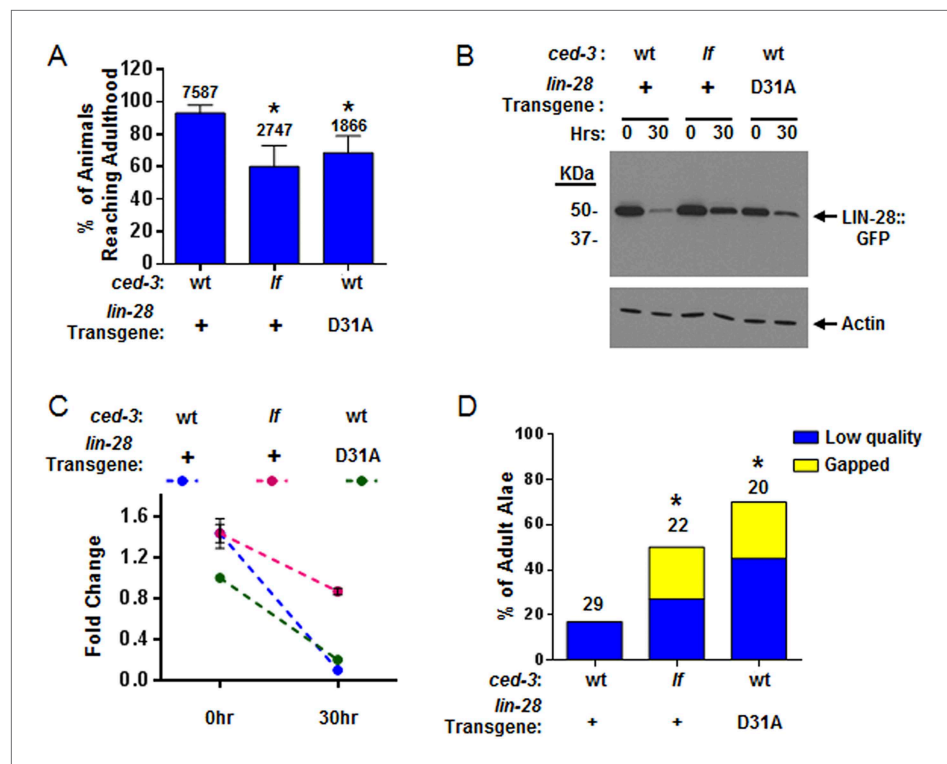 A
% of Animals
Reaching Adulthood
120
100
80
60
40
20
0
7587
*
2747
*
1866
ced-3: wt lf wt
lin-28
Transgene: + + D31A
B
ced-3 : wt lf wt
lin-28
Transgene : + + D31A
Hrs: 0 30 0 30 0 30
KDa
50-
37-
LIN-28::
GFP
Actin
C
ced-3: wt lf wt
lin-28
Transgene: + + D31A
Fold Change
1.6
1.2
0.8
0.4
0.0
0hr 30hr
D
Low quality
Gapped
% of Adult Alae
100
80
60
40
20
0
29
*
22
*
20
ced-3: wt lf wt
lin-28
Transgene: + + D31A